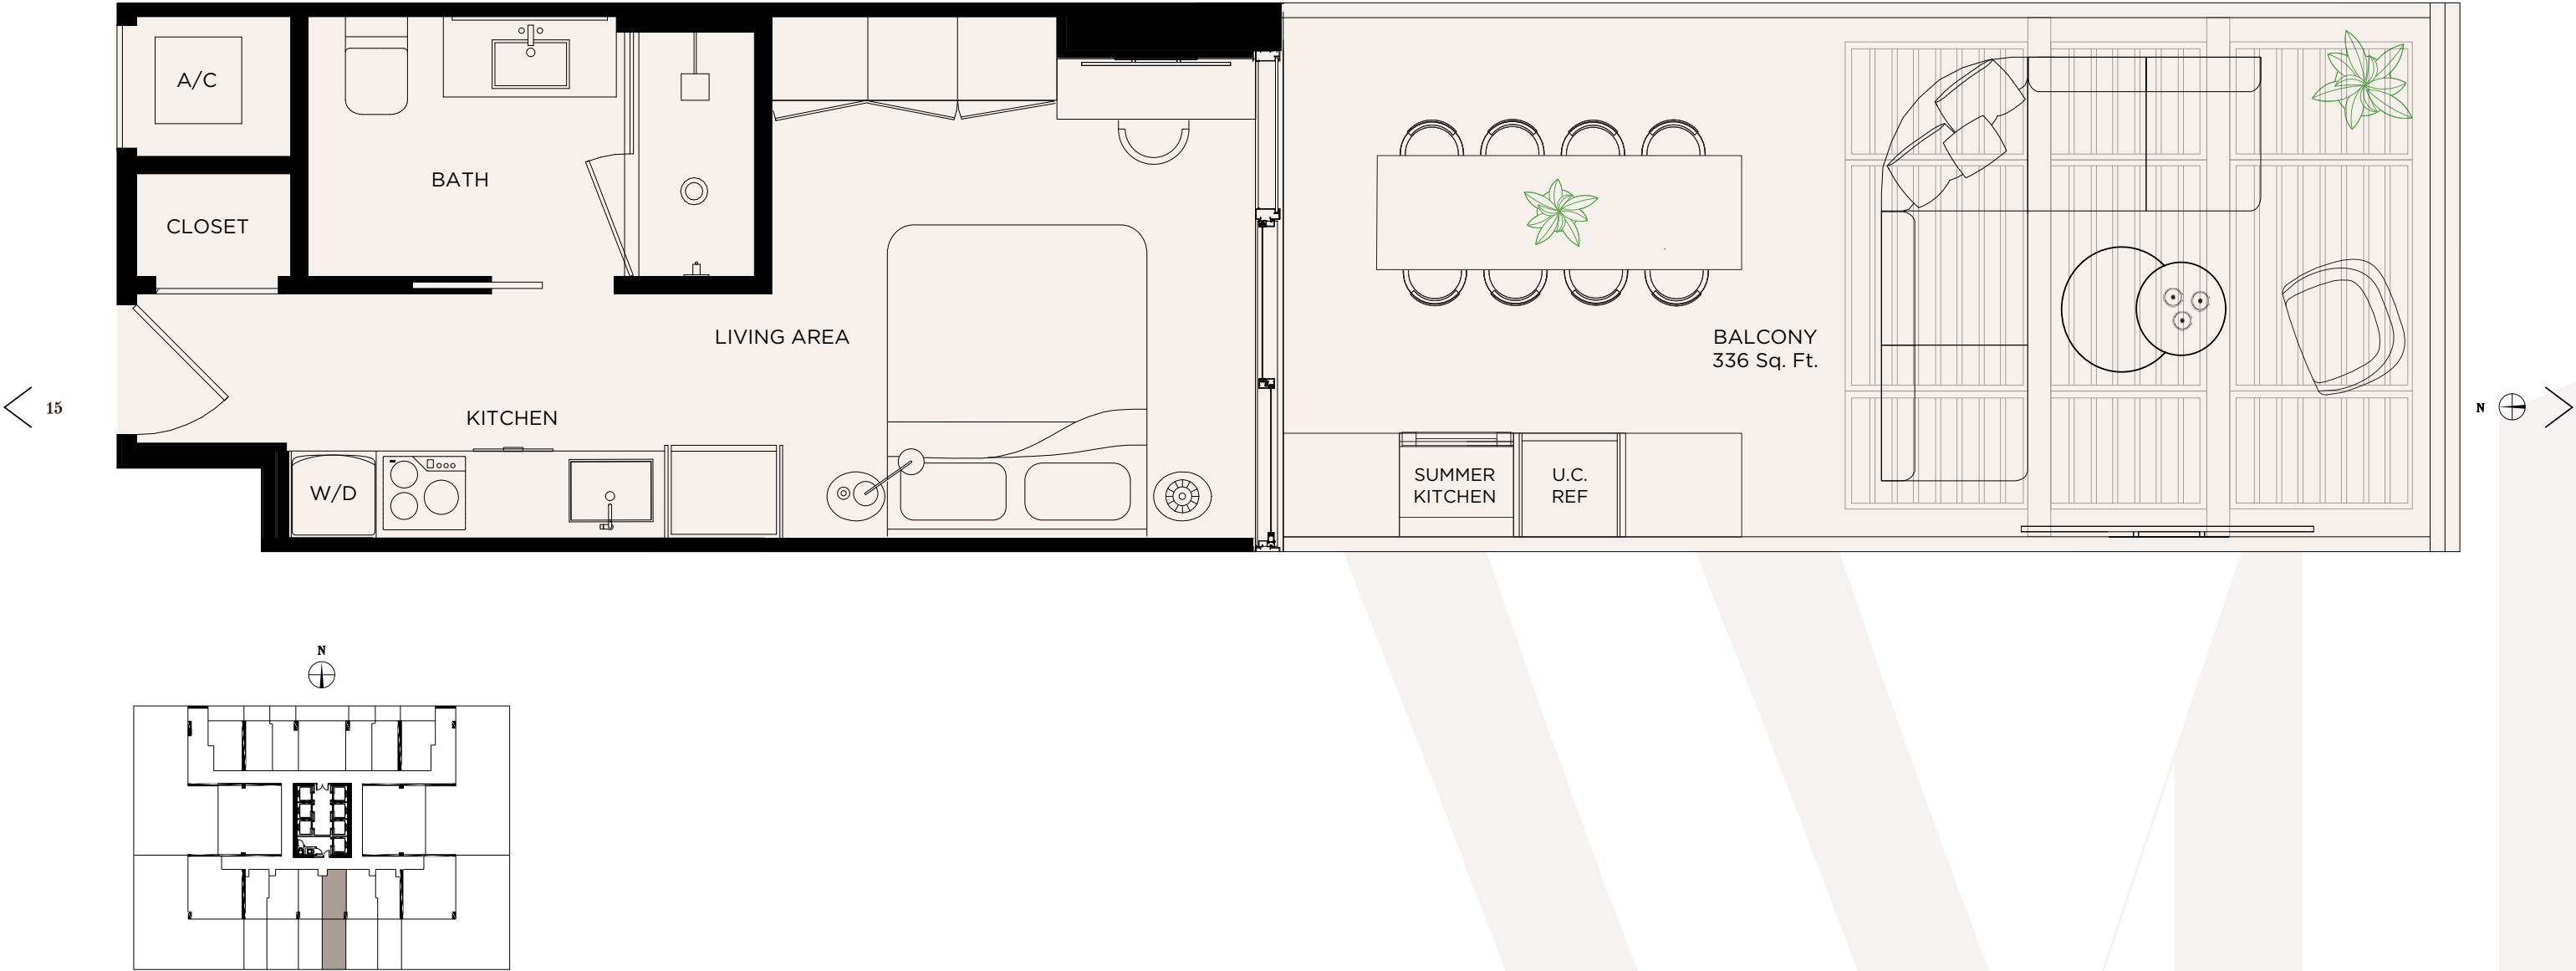 A/C
BATH
CLOSET
LIVING AREA
BALCONY
336 Sq. Ft.
15
N
KITCHEN
W/D
SUMMER
KITCHEN
U.C.
REF
N